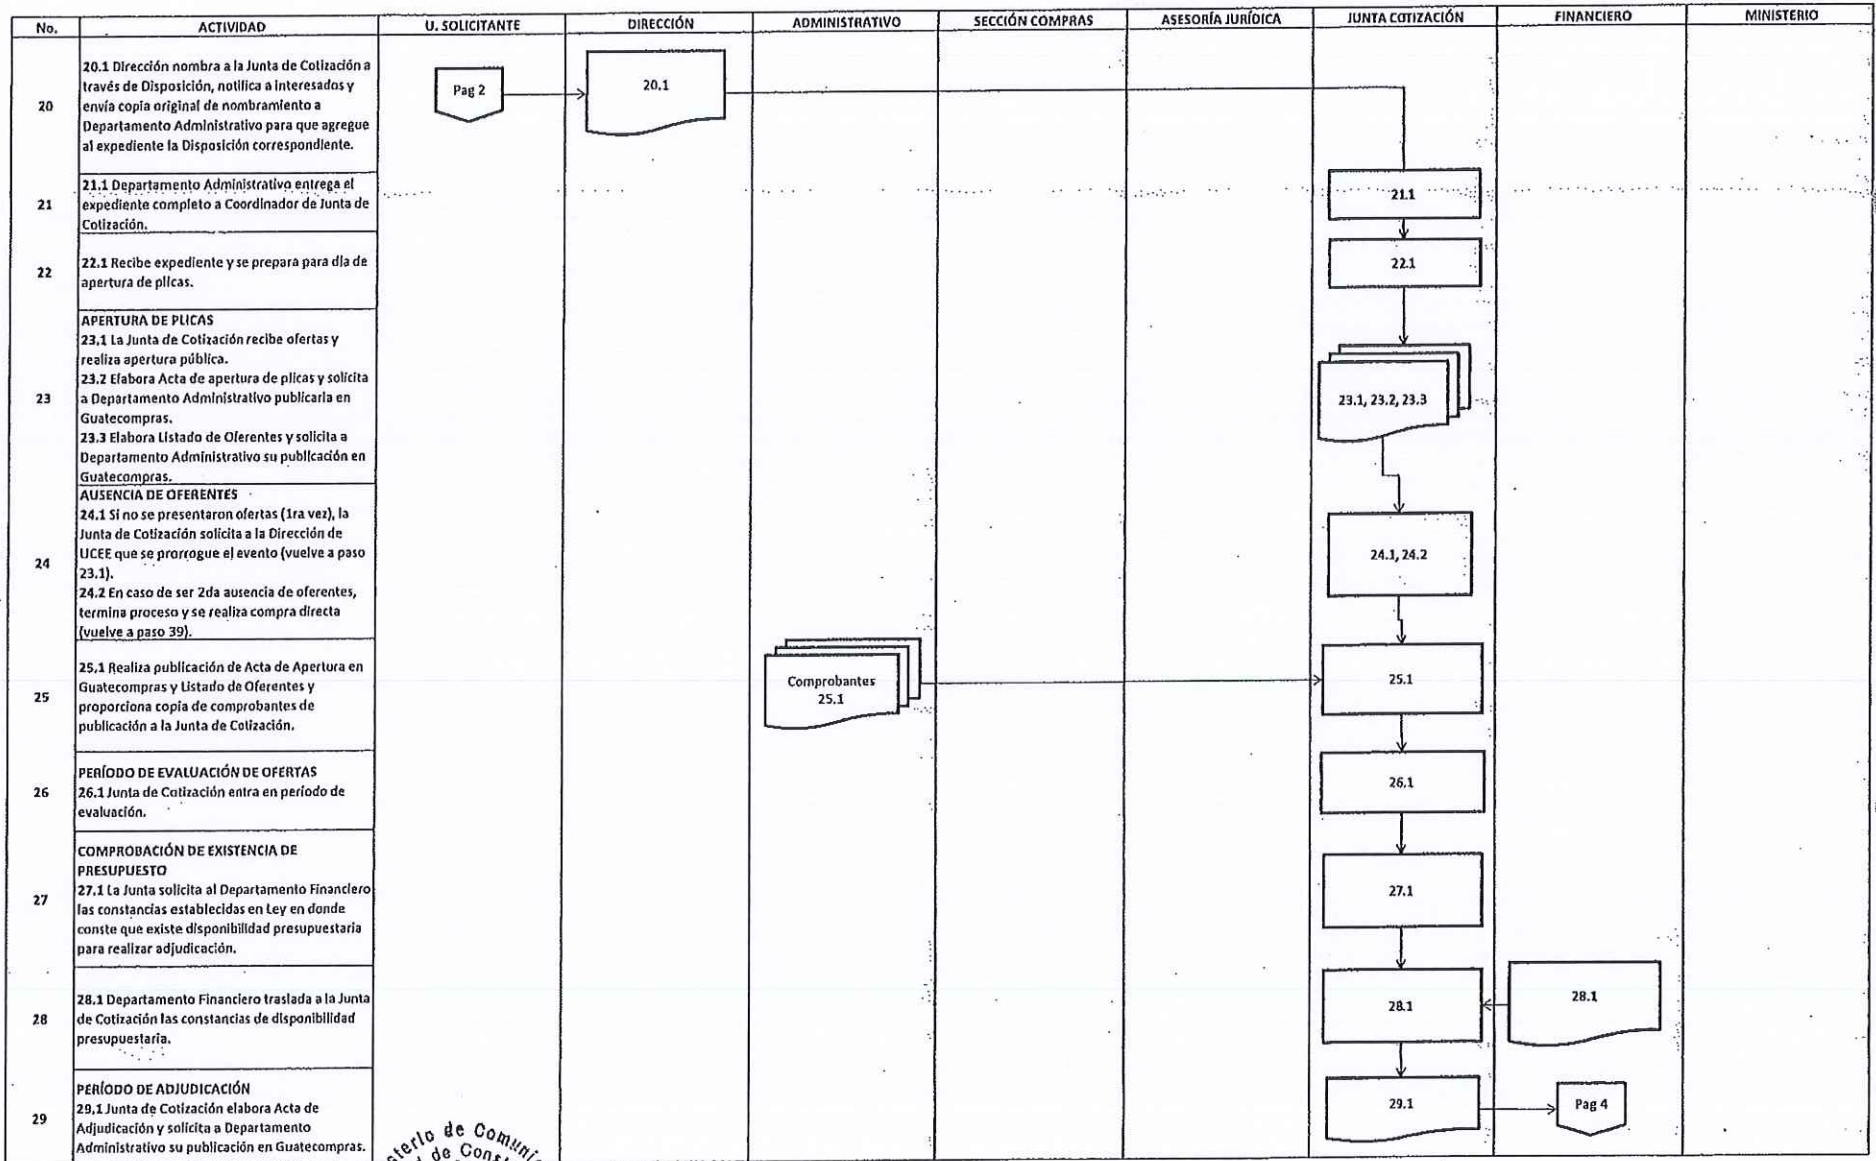 No. ACTIVIDAD U. SOLICITANTE DIRECCIÓN ADMINISTRATIVO SECCIÓN COMPRAS ASESORÍA JURÍDICA JUNTA COTIZACIÓN FINANCIERO MINISTERIO
20
20.1 Dirección nombra a la Junta de Cotización a
través de Disposición, notifica a interesados y
envía copia original de nombramiento a
Departamento Administrativo para que agregue
al expediente la Disposición correspondiente.
Pag 2
20.1
21
21.1 Departamento Administrativo entrega el
expediente completo a Coordinador de Junta de
Cotización.
21.1
22
22.1 Recibe expediente y se prepara para día de
apertura de plicas.
22.1
23
APERTURA DE PLICAS
23.1 La Junta de Cotización recibe ofertas y
realiza apertura pública.
23.2 Elabora Acta de apertura de plicas y solicita
a Departamento Administrativo publicarla en
Guatecompras.
23.3 Elabora Listado de Oferentes y solicita a
Departamento Administrativo su publicación en
Guatecompras.
23.1, 23.2, 23.3
24
AUSENCIA DE OFERENTES
24.1 Si no se presentaron ofertas (1ra vez), la
Junta de Cotización solicita a la Dirección de
UCEE que se prorrogue el evento (vuelve a paso
23.1).
24.2 En caso de ser 2da ausencia de oferentes,
termina proceso y se realiza compra directa
(vuelve a paso 39).
24.1, 24.2
25
25.1 Realiza publicación de Acta de Apertura en
Guatecompras y Listado de Oferentes y
proporciona copia de comprobantes de
publicación a la Junta de Cotización.
Comprobantes
25.1
25.1
26
PERÍODO DE EVALUACIÓN DE OFERTAS
26.1 Junta de Cotización entra en período de
evaluación.
26.1
27
COMPROBACIÓN DE EXISTENCIA DE
PRESUPUESTO
27.1 La Junta solicita al Departamento Financiero
las constancias establecidas en Ley en donde
conste que existe disponibilidad presupuestaria
para realizar adjudicación.
27.1
28
28.1 Departamento Financiero traslada a la Junta
de Cotización las constancias de disponibilidad
presupuestaria.
28.1
28.1
29
PERÍODO DE ADJUDICACIÓN
29.1 Junta de Cotización elabora Acta de
Adjudicación y solicita a Departamento
Administrativo su publicación en Guatecompras.
29.1
Pag 4
de
de